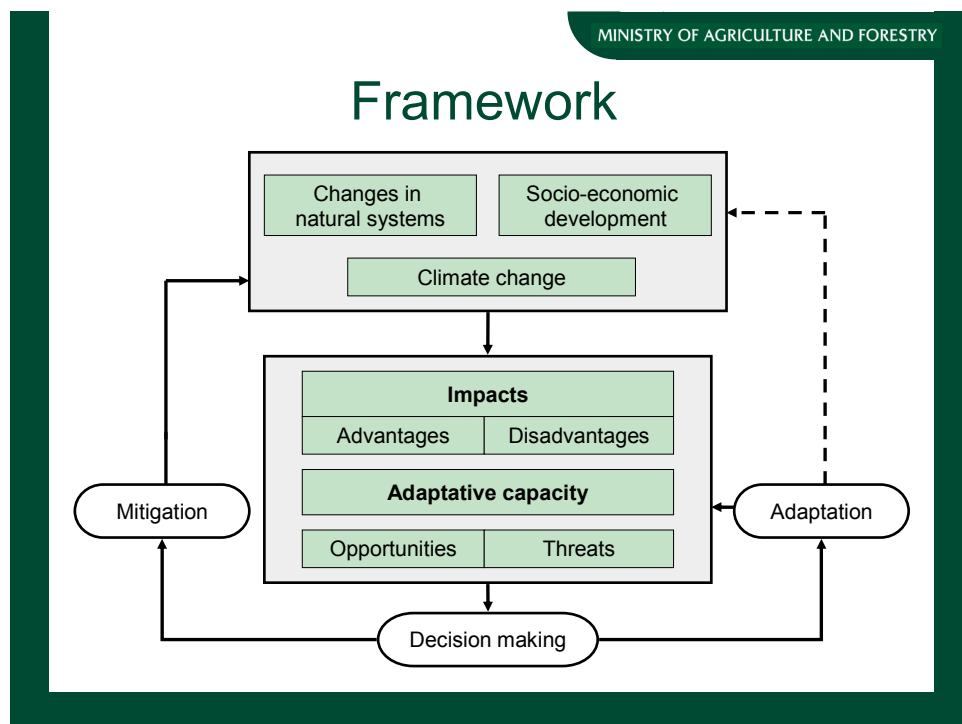 MINISTRY OF AGRICULTURE AND FORESTRY
Framework
Changes in
natural systems
Socio-economic
development
Climate change
Impacts
Advantages
Disadvantages
Adaptative capacity
Opportunities
Threats
Mitigation
Adaptation
Decision making